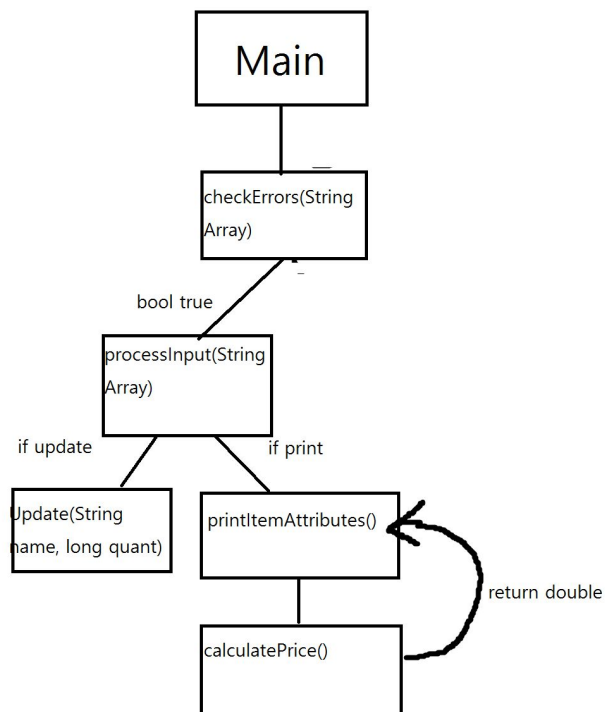 Main
checkErrors(String
Array)
bool true
processInput(String
Array)
if update
if print
Update(String
name, long quant)
printItemAttributes()
return double
calculatePrice()